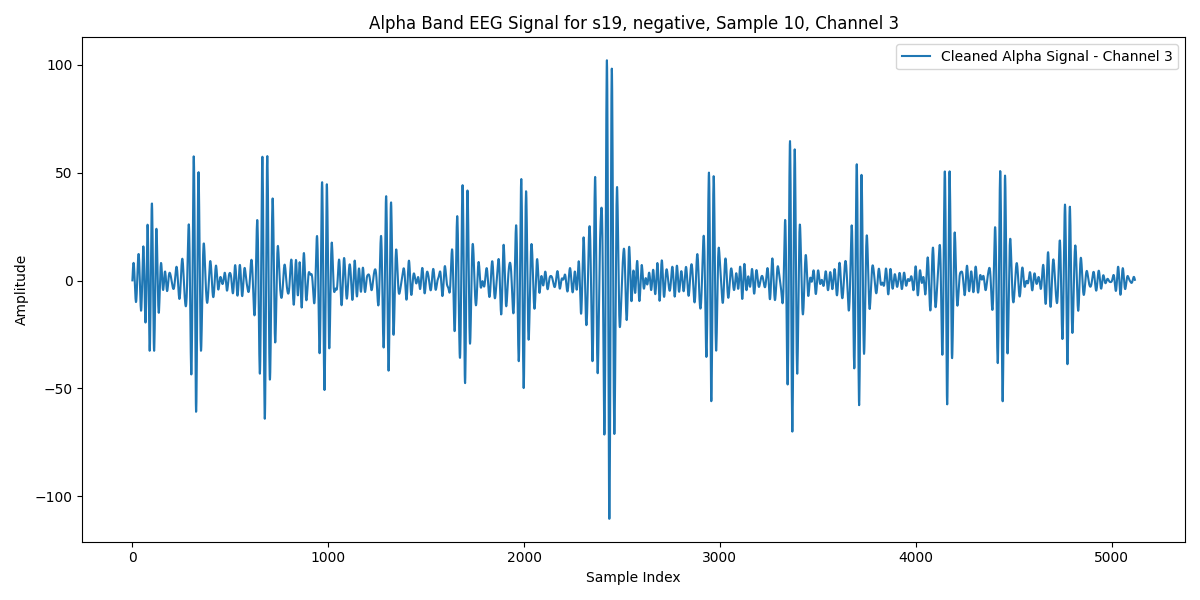 Alpha Band EEG Signal for s19, negative, Sample 10, Channel 3
Cleaned Alpha Signal - Channel 3
100
50
0
−50
−100
Amplitude
0 1000 2000 3000 4000 5000
Sample Index